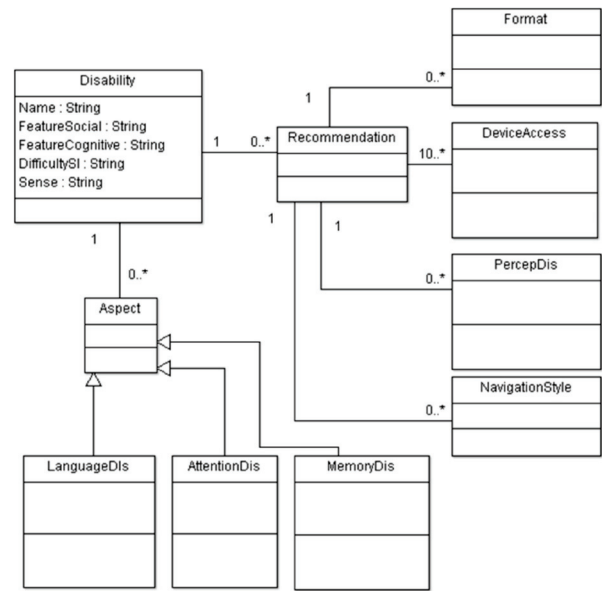 Format
0..*
1
Disability
Name : String
FeatureSocial : String
FeatureCognitive : String
DifficultySI : String
Sense : String
1
0..*
Recommendation
DeviceAccess
10..*
1
1
1
0..*
PercepDis
0..*
Aspect
NavigationStyle
0..*
LanguageDIs
AttentionDis
MemoryDis